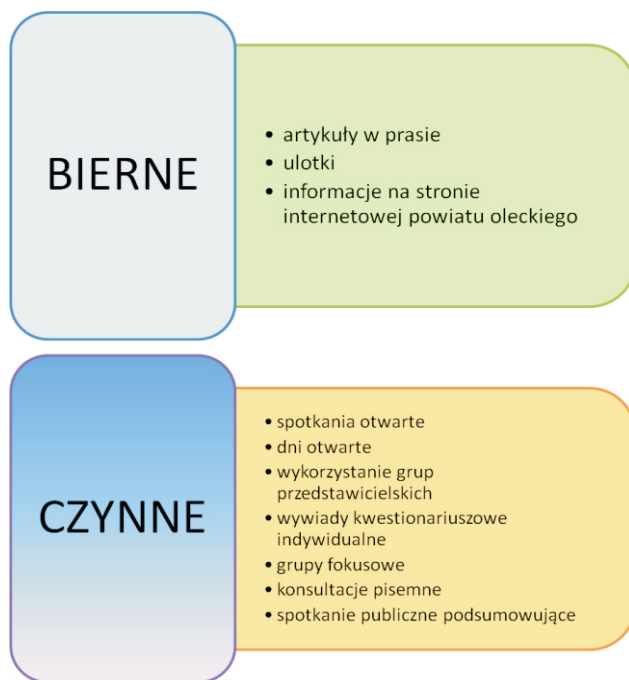 BIERNE
• artykuły w prasie
• ulotki
• informacje na stronie
internetowej powiatu oleckiego
CZYNNE
• spotkania otwarte
• dni otwarte
• wykorzystanie grup
przedstawicielskich
• wywiady kwestionariuszowe
indywidualne
• grupy fokusowe
• konsultacje pisemne
• spotkanie publiczne podsumowujące